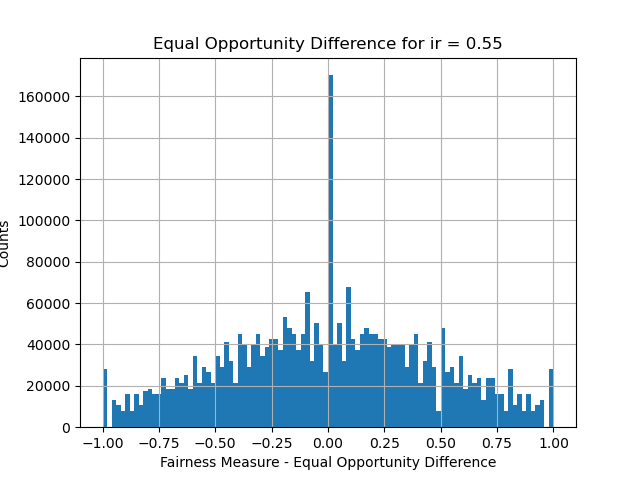 Equal Opportunity Difference for ir = 0.55
160000
140000
120000
100000
80000
60000
40000
20000
0
Counts
−1.00 −0.75 −0.50 −0.25 0.00 0.25 0.50 0.75 1.00
Fairness Measure - Equal Opportunity Difference